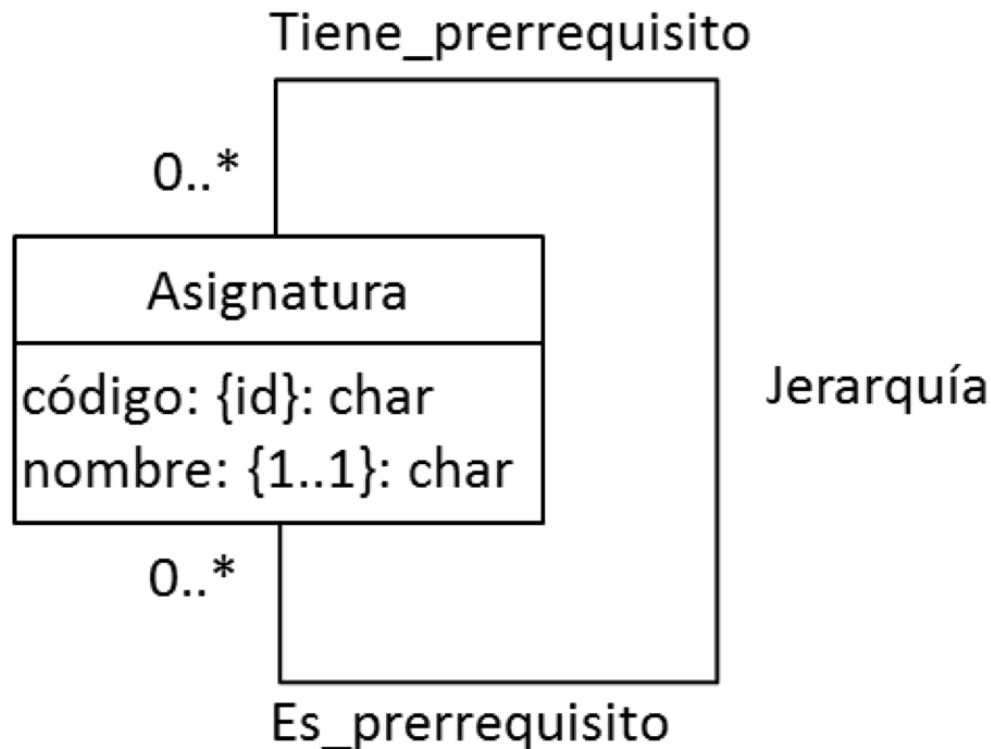 Tiene_prerrequisito
0..*
Asignatura
código: {id}: char
nombre: {1..1}: char
Jerarquía
0..*
Es_prerrequisito